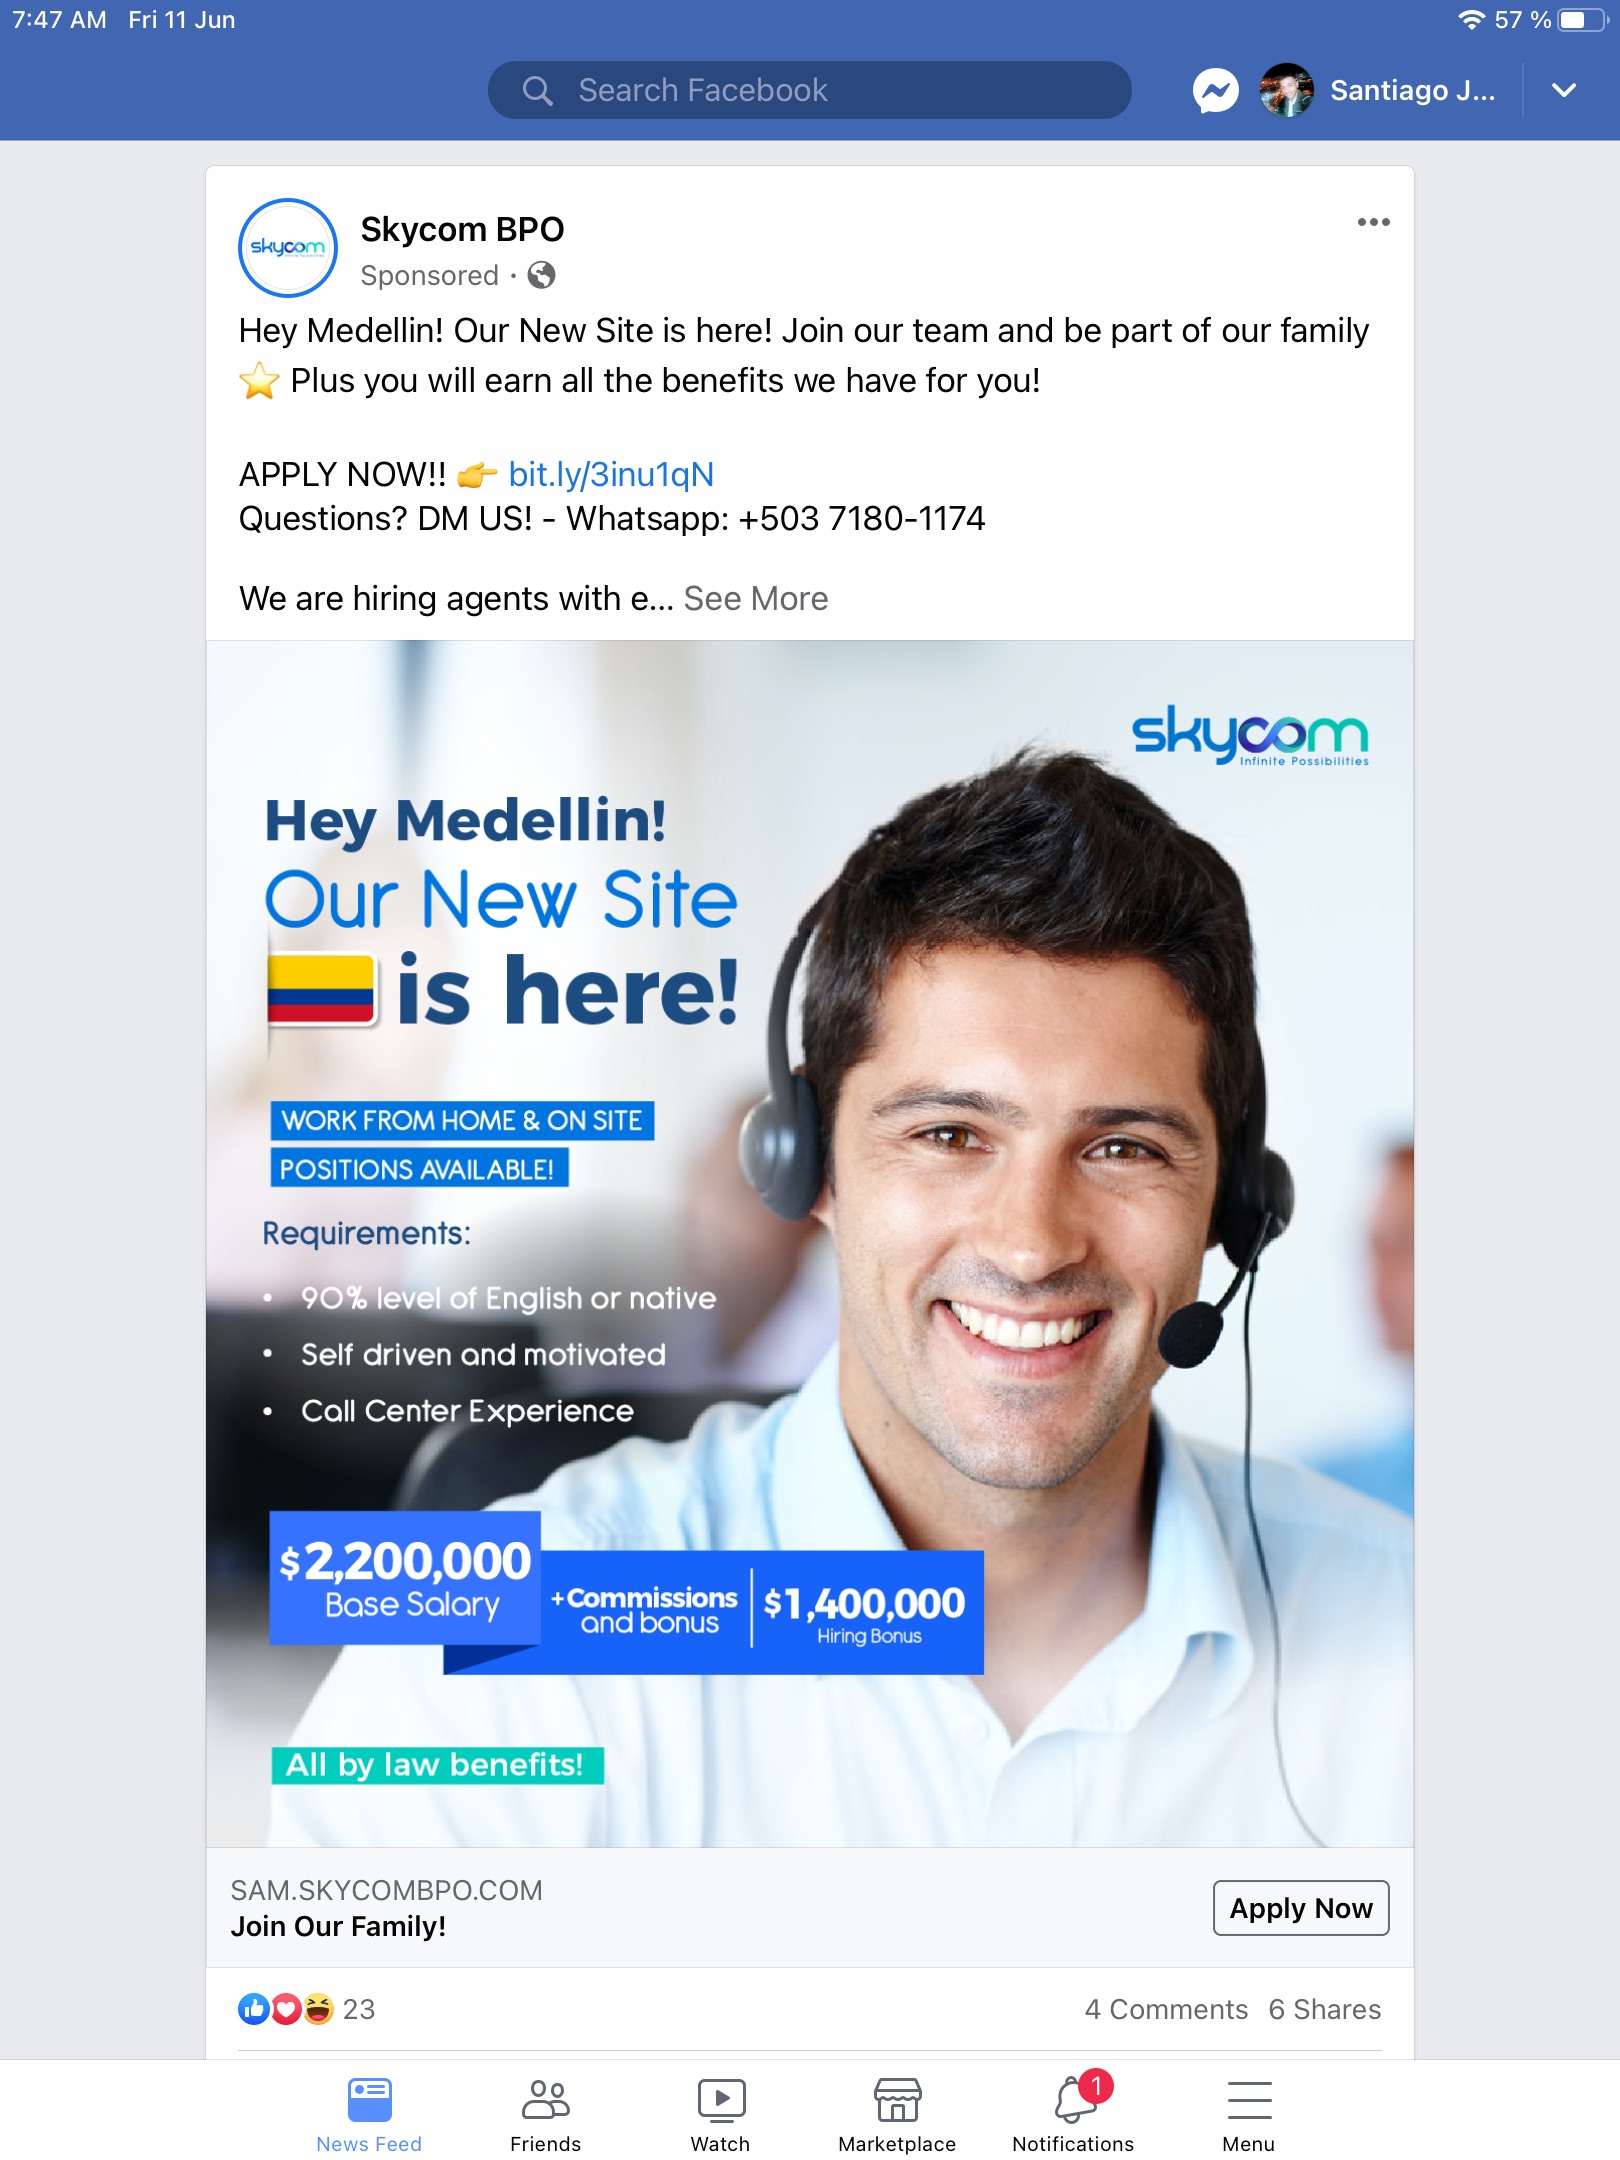 7:47 AM Fri 11 Jun 57 %
Search Facebook
Santiago J...
skycom
Skycom BPO
Sponsored ·
Hey Medellin! Our New Site is here! Join our team and be part of our family
⭐ Plus you will earn all the benefits we have for you!
APPLY NOW!! 👉 bit.ly/3inu1qN
Questions? DM US! - Whatsapp: +503 7180-1174
We are hiring agents with e... See More
skycom
Infinite Possibilities
Hey Medellin!
Our New Site
is here!
WORK FROM HOME & ON SITE
POSITIONS AVAILABLE!
Requirements:
• 90% level of English or native
• Self driven and motivated
• Call Center Experience
$2,200,000
Base Salary
+Commissions
and bonus
$1,400,000
Hiring Bonus
All by law benefits!
SAM.SKYCOMBPO.COM
Join Our Family!
Apply Now
23
4 Comments 6 Shares
1
News Feed
Friends
Watch
Marketplace
Notifications
Menu